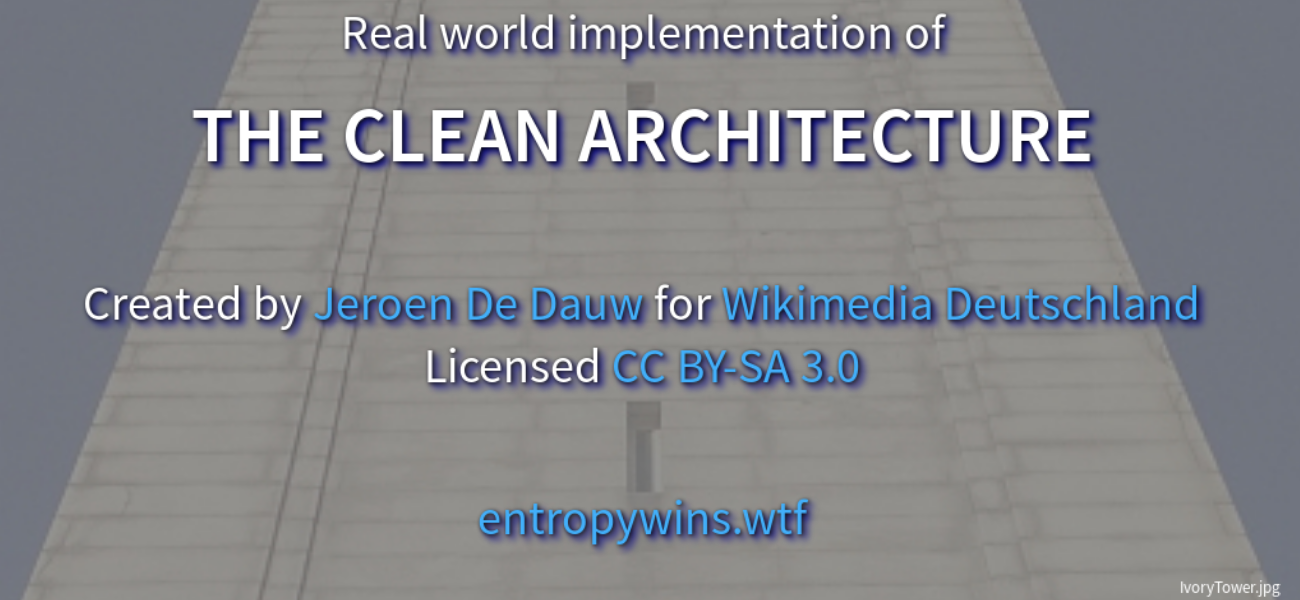 Real world implementation of
THE CLEAN ARCHITECTURE
Created by Jeroen De Dauw for Wikimedia Deutschland
Licensed CC BY-SA 3.0
entropywins.wtf
IvoryTower.jpg